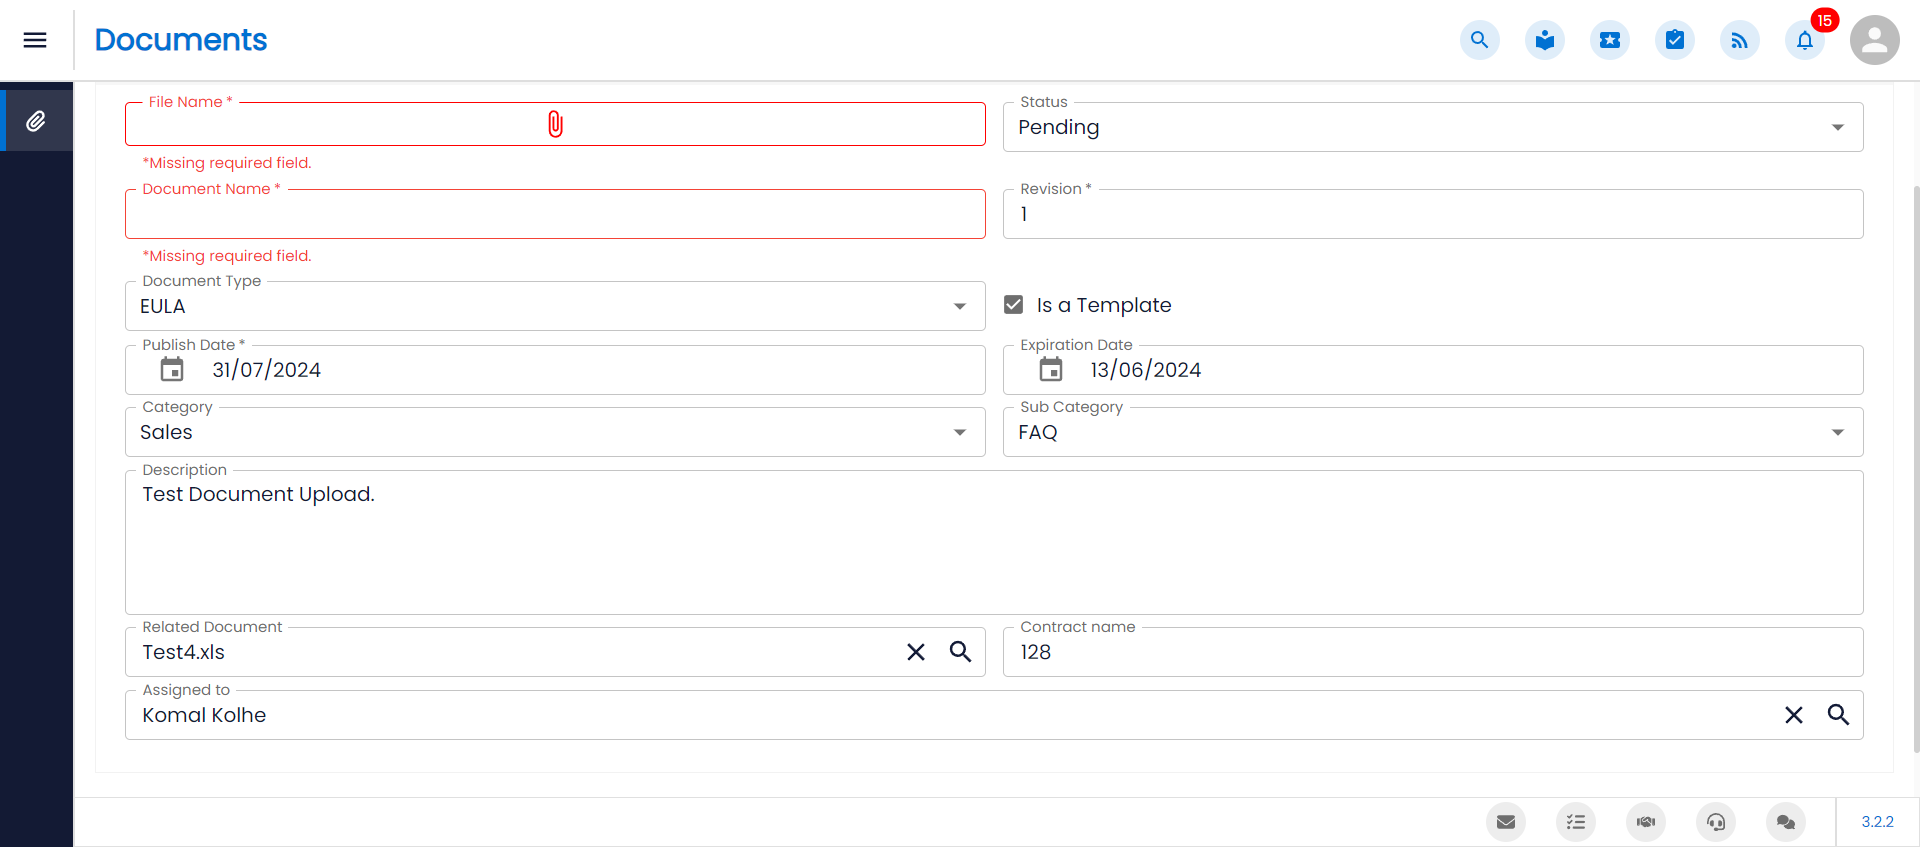 Documents
15
File Name *
Status
Pending
*Missing required field.
Document Name *
Revision *
1
*Missing required field.
Document Type
EULA
Is a Template
Publish Date *
31/07/2024
Expiration Date
13/06/2024
Category
Sales
Sub Category
FAQ
Description
Test Document Upload.
Related Document
Test4.xls
Contract name
128
Assigned to
Komal Kolhe
3.2.2